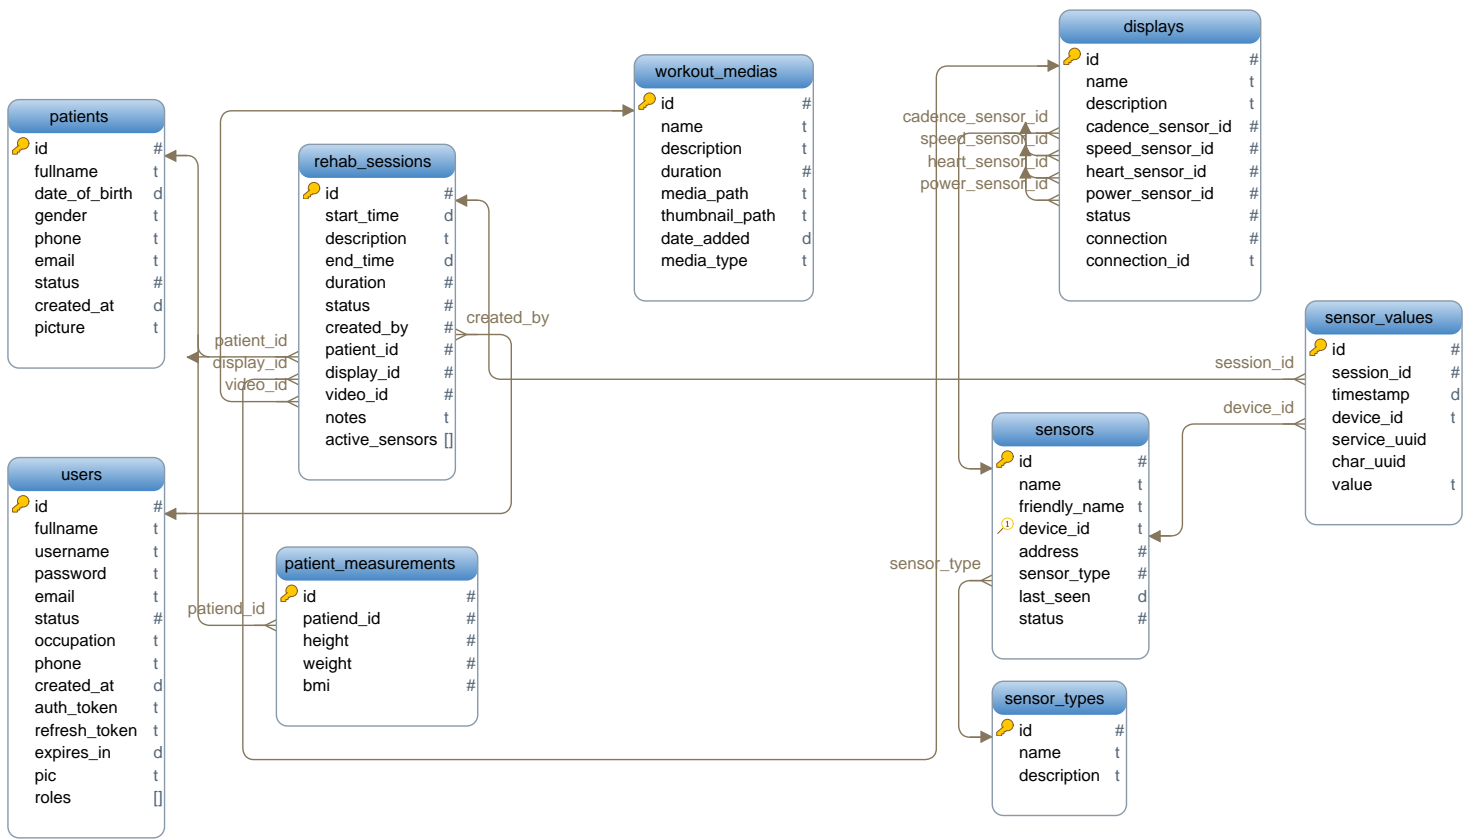 patients
id #
fullname t
date_of_birth d
gender t
phone t
email t
status #
created_at d
picture t
users
id #
fullname t
username t
password t
email t
status #
occupation t
phone t
created_at d
auth_token t
refresh_token t
expires_in d
pic t
roles []
rehab_sessions
id #
start_time d
description t
end_time d
duration #
status #
created_by #
patient_id #
display_id #
video_id #
notes t
active_sensors []
patient_id
display_id
video_id
created_by
patient_measurements
id #
patiend_id #
height #
weight #
bmi #
patiend_id
workout_medias
id #
name t
description t
duration #
media_path t
thumbnail_path t
date_added d
media_type t
displays
id #
name t
description t
cadence_sensor_id #
speed_sensor_id #
heart_sensor_id #
power_sensor_id #
status #
connection #
connection_id t
cadence_sensor_id
speed_sensor_id
heart_sensor_id
power_sensor_id
sensors
id #
name t
friendly_name t
1 device_id t
address #
sensor_type #
last_seen d
status #
sensor_type
sensor_types
id #
name t
description t
sensor_values
id #
session_id #
timestamp d
device_id t
service_uuid
char_uuid
value t
session_id
device_id